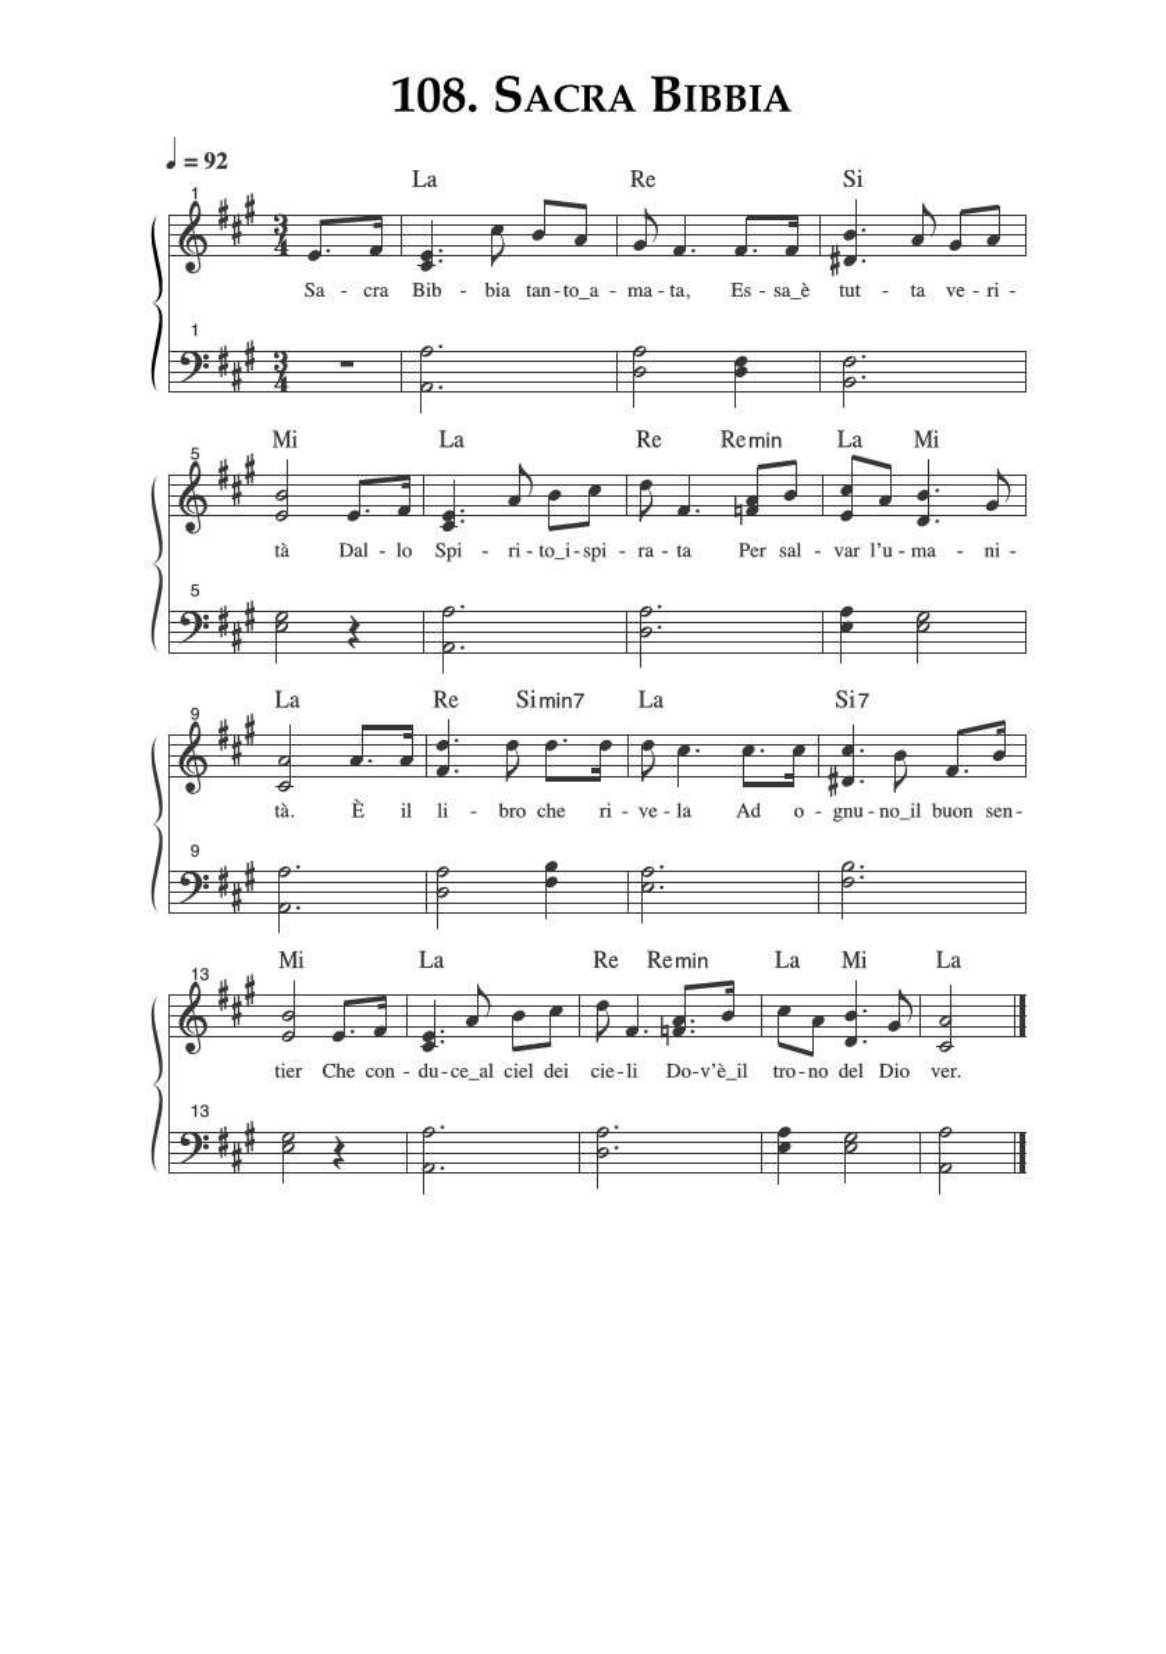 108. SACRA BIBBIA
♩ = 92
La Re Si
1
3 4
Sa - cra Bib - bia tan - to_a - ma - ta, Es - sa_è tut - ta ve - ri -
1
3 4
Mi La Re Remin La Mi
5
tà Dal - lo Spi - ri - to_i - spi - ra - ta Per sal - var l'u - ma - ni -
5
La Re Simin7 La Si7
9
tà. È il li - bro che ri - ve - la Ad o - gnu - no_il buon sen -
9
Mi La Re Remin La Mi La
13
tier Che con - du - ce_al ciel dei cie - li Do - v'è_il tro - no del Dio ver.
13